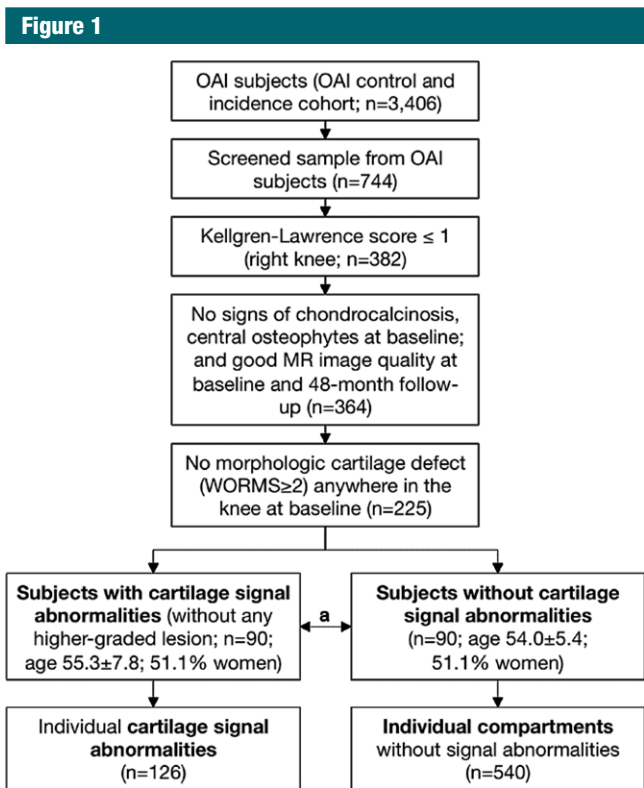 Figure 1
OAI subjects (OAI control and
incidence cohort; n=3,406)
Screened sample from OAI
subjects (n=744)
Kellgren-Lawrence score ≤ 1
(right knee; n=382)
No signs of chondrocalcinosis,
central osteophytes at baseline;
and good MR image quality at
baseline and 48-month follow-
up (n=364)
No morphologic cartilage defect
(WORMS≥2) anywhere in the
knee at baseline (n=225)
Subjects with cartilage signal
abnormalities (without any
higher-graded lesion; n=90;
age 55.3±7.8; 51.1% women)
a
Subjects without cartilage
signal abnormalities
(n=90; age 54.0±5.4;
51.1% women)
Individual cartilage signal
abnormalities
(n=126)
Individual compartments
without signal abnormalities
(n=540)